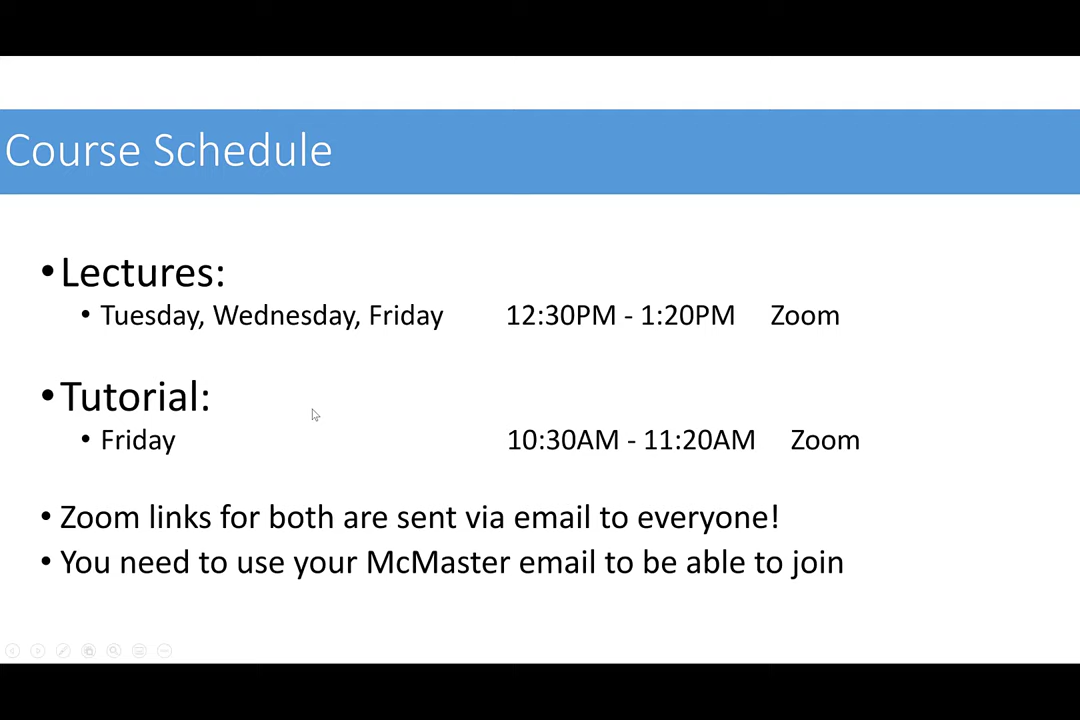 Course Schedule
•Lectures:
• Tuesday, Wednesday, Friday 12:30PM - 1:20PM Zoom
•Tutorial:
• Friday 10:30AM - 11:20AM Zoom
• Zoom links for both are sent via email to everyone!
• You need to use your McMaster email to be able to join